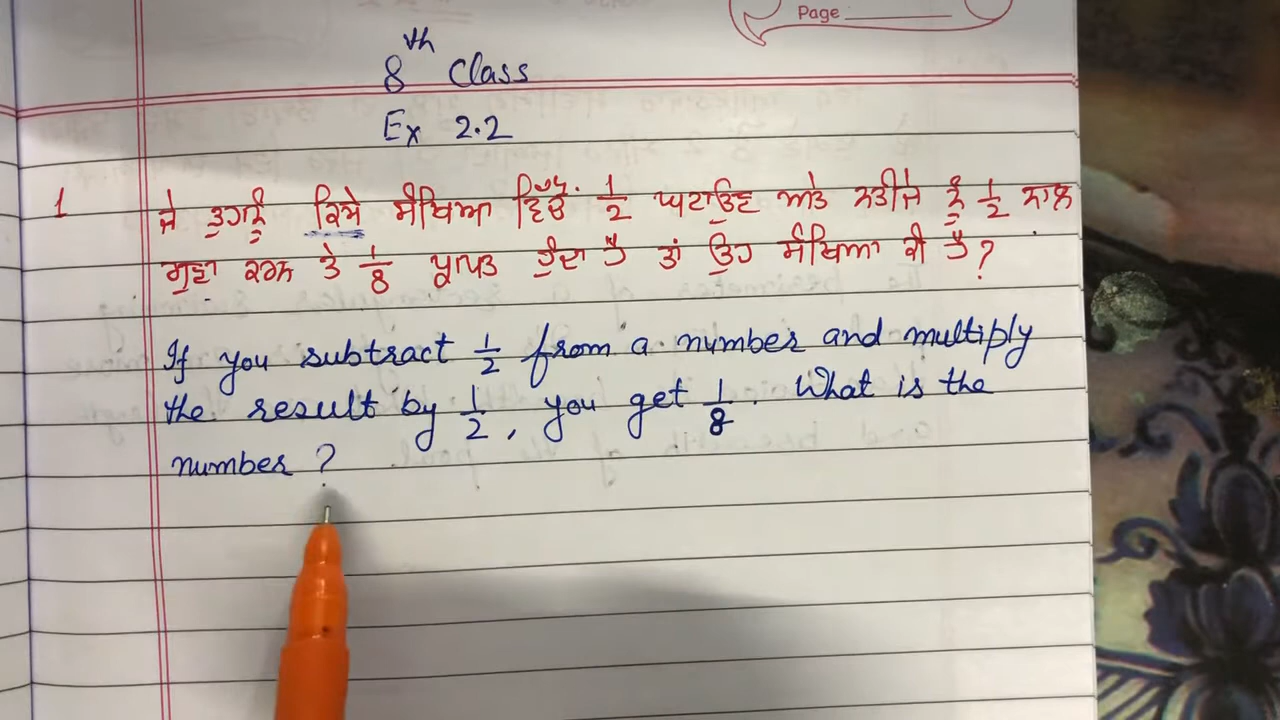 Page
8th Class
Ex 2.2
1 ਜੇ ਤੁਹਾਨੂੰ ਕਿਸੇ ਸੰਖਿਆ ਵਿੱਚੋਂ 1/2 ਘਟਾਉਣ ਅਤੇ ਨਤੀਜੇ ਨੂੰ 1/2 ਨਾਲ
ਗੁਣਾ ਕਰਨ ਤੇ 1/8 ਪ੍ਰਾਪਤ ਹੁੰਦਾ ਹੈ ਤਾਂ ਉਹ ਸੰਖਿਆ ਕੀ ਹੈ?
If you subtract 1/2 from a number and multiply
the result by 1/2, you get 1/8. What is the
number?